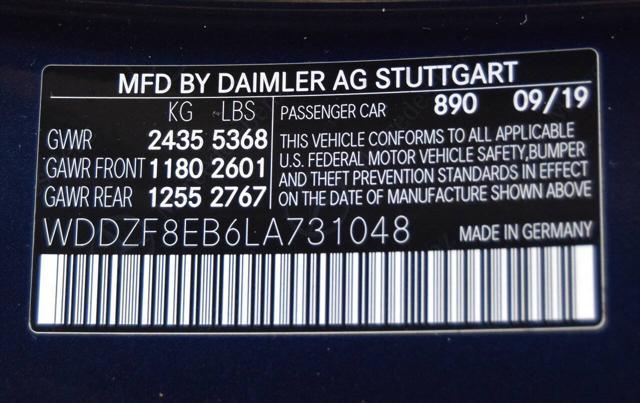 MFD BY DAIMLER AG STUTTGART
KG LBS
GVWR 2435 5368
GAWR FRONT 1180 2601
GAWR REAR 1255 2767
PASSENGER CAR 890 09/19
THIS VEHICLE CONFORMS TO ALL APPLICABLE
U.S. FEDERAL MOTOR VEHICLE SAFETY,BUMPER
AND THEFT PREVENTION STANDARDS IN EFFECT
ON THE DATE OF MANUFACTURE SHOWN ABOVE
WDDZF8EB6LA731048 MADE IN GERMANY